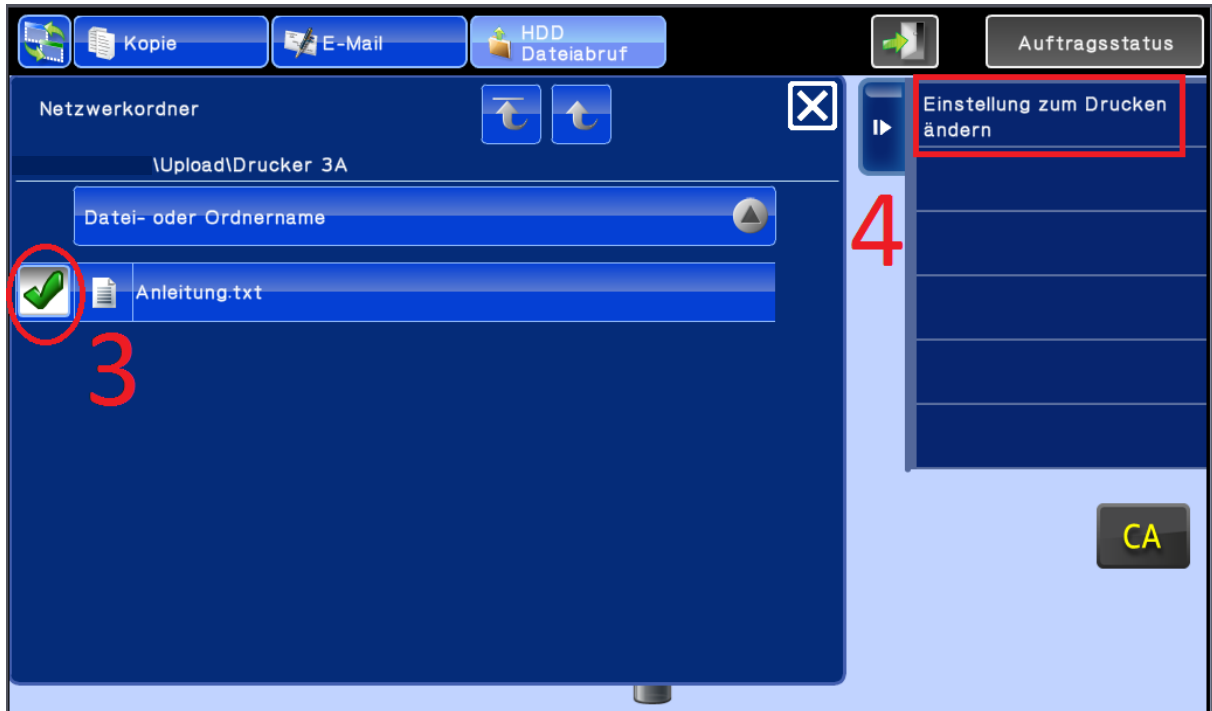 Kopie
E-Mail
HDD
Dateiabruf
Auftragsstatus
Netzwerkordner
\Upload\Drucker 3A
Datei- oder Ordnername
Anleitung.txt
3
Einstellung zum Drucken
ändern
4
CA